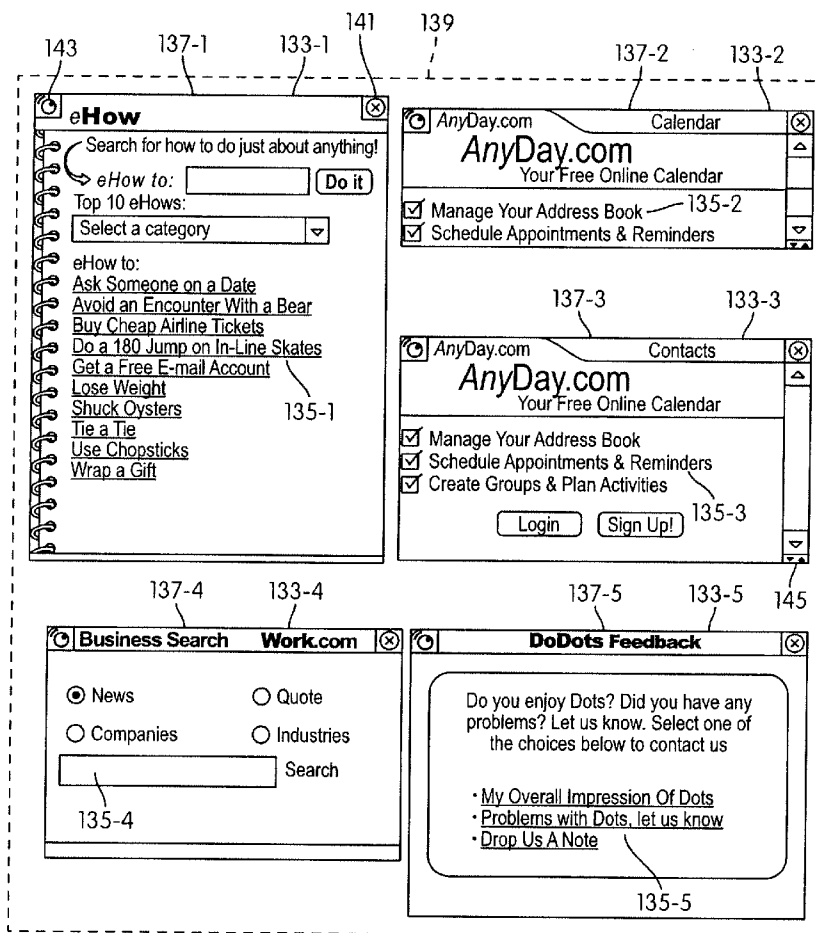 143 137-1 133-1 141 139 137-2 133-2
eHow
Search for how to do just about anything!
eHow to: Do it
Top 10 eHows:
Select a category
eHow to:
Ask Someone on a Date
Avoid an Encounter With a Bear
Buy Cheap Airline Tickets
Do a 180 Jump on In-Line Skates
Get a Free E-mail Account
Lose Weight
135-1
Shuck Oysters
Tie a Tie
Use Chopsticks
Wrap a Gift
AnyDay.com Calendar
AnyDay.com
Your Free Online Calendar
Manage Your Address Book 135-2
Schedule Appointments & Reminders
137-3 133-3
AnyDay.com Contacts
AnyDay.com
Your Free Online Calendar
Manage Your Address Book
Schedule Appointments & Reminders
Create Groups & Plan Activities
135-3
Login Sign Up!
145
137-4 133-4
Business Search Work.com
News Quote
Companies Industries
Search
135-4
137-5 133-5
DoDots Feedback
Do you enjoy Dots? Did you have any
problems? Let us know. Select one of
the choices below to contact us
· My Overall Impression Of Dots
· Problems with Dots, let us know
· Drop Us A Note
135-5